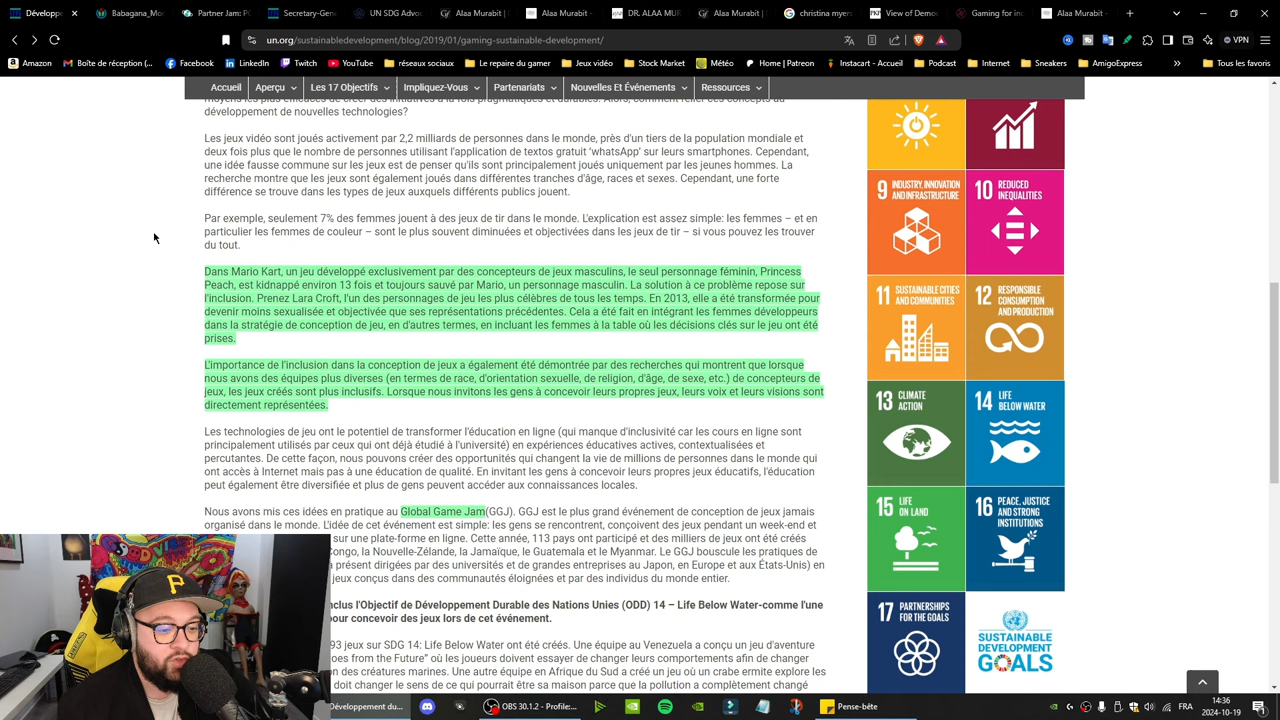 Développe
Babagana_Mo
Partner Jam: PC
Secretary-Gene
UN SDG Advo
Alaa Murabit |
Alaa Murabit -
DR. ALAA MUR
Alaa Murabit |
christina myers
View of Demo
Gaming for inc
Alaa Murabit -
un.org/sustainabledevelopment/blog/2019/01/gaming-sustainable-development/
VPN
Amazon
Boîte de réception (...
Facebook
LinkedIn
Twitch
YouTube
réseaux sociaux
Le repaire du gamer
Jeux vidéo
Stock Market
Météo
Home | Patreon
Instacart - Accueil
Crypto
Sneakers
AmigoExpress
Tous les favoris
Accueil
Aperçu
Les 17 Objectifs
Impliquez-Vous
Partenariats
Nouvelles Et Événements
Ressources
moyens les plus efficaces de créer des initiatives à la fois pragmatiques et durables. Alors, comment relier ces concepts au
développement de nouvelles technologies?
Les jeux vidéo sont joués activement par 2,2 milliards de personnes dans le monde, près d'un tiers de la population mondiale et
deux fois plus que le nombre de personnes utilisant l'application de textos gratuit ‘whatsApp’ sur leurs smartphones. Cependant,
une idée fausse commune sur les jeux est de penser qu'ils sont principalement joués uniquement par les jeunes hommes. La
recherche montre que les jeux sont également joués dans différentes tranches d'âge, races et sexes. Cependant, une forte
différence se trouve dans les types de jeux auxquels différents publics jouent.
Par exemple, seulement 7% des femmes jouent à des jeux de tir dans le monde. L'explication est assez simple: les femmes – et en
particulier les femmes de couleur – sont le plus souvent diminuées et objectivées dans les jeux de tir – si vous pouvez les trouver
du tout.
Dans Mario Kart, un jeu développé exclusivement par des concepteurs de jeux masculins, le seul personnage féminin, Princess
Peach, est kidnappé environ 13 fois et toujours sauvé par Mario, un personnage masculin. La solution à ce problème repose sur
l'inclusion. Prenez Lara Croft, l'un des personnages de jeu les plus célèbres de tous les temps. En 2013, elle a été transformée pour
devenir moins sexualisée et objectivée que ses représentations précédentes. Cela a été fait en intégrant les femmes développeurs
dans la stratégie de conception de jeu, en d'autres termes, en incluant les femmes à la table où les décisions clés sur le jeu ont été
prises.
L'importance de l'inclusion dans la conception de jeux a également été démontrée par des recherches qui montrent que lorsque
nous avons des équipes plus diverses (en termes de race, d'orientation sexuelle, de religion, d'âge, de sexe, etc.) de concepteurs de
jeux, les jeux créés sont plus inclusifs. Lorsque nous invitons les gens à concevoir leurs propres jeux, leurs voix et leurs visions sont
directement représentées.
Les technologies de jeu ont le potentiel de transformer l'éducation en ligne (qui manque d'inclusivité car les cours en ligne sont
principalement utilisés par ceux qui ont déjà étudié à l'université) en expériences éducatives actives, contextualisées et
percutantes. De cette façon, nous pouvons créer des opportunités qui changent la vie de millions de personnes dans le monde qui
ont accès à Internet mais pas à une éducation de qualité. En invitant les gens à concevoir leurs propres jeux éducatifs, l'éducation
peut également être diversifiée et plus de gens peuvent accéder aux connaissances locales.
Nous avons mis ces idées en pratique au Global Game Jam(GGJ). GGJ est le plus grand événement de conception de jeux jamais
organisé dans le monde. L'idée de cet événement est simple: les gens se rencontrent, conçoivent des jeux pendant un week-end et
sur une plate-forme en ligne. Cette année, 113 pays ont participé et des milliers de jeux ont été créés
Congo, la Nouvelle-Zélande, la Jamaïque, le Guatemala et le Myanmar. Le GGJ bouscule les pratiques de
à présent dirigées par des universités et de grandes entreprises au Japon, en Europe et aux États-Unis) en
jeux conçus dans des communautés éloignées et par des individus du monde entier.
nclus l'Objectif de Développement Durable des Nations Unies (ODD) 14 – Life Below Water-comme l'une
pour concevoir des jeux lors de cet événement.
93 jeux sur SDG 14: Life Below Water ont été créés. Une équipe au Venezuela a conçu un jeu d'aventure
oes from the Future” où les joueurs doivent essayer de changer leurs comportements afin de changer
on des créatures marines. Une autre équipe en Afrique du Sud a créé un jeu où un crabe ermite explore les
doit changer le sens de ce qui pourrait être sa maison parce que la pollution a complètement changé
9 INDUSTRY, INNOVATION
AND INFRASTRUCTURE
10 REDUCED
INEQUALITIES
11 SUSTAINABLE CITIES
AND COMMUNITIES
12 RESPONSIBLE
CONSUMPTION
AND PRODUCTION
13 CLIMATE
ACTION
14 LIFE
BELOW WATER
15 LIFE
ON LAND
16 PEACE, JUSTICE
AND STRONG
INSTITUTIONS
17 PARTNERSHIPS
FOR THE GOALS
SUSTAINABLE
DEVELOPMENT
GOALS
P
Développement du...
OBS 30.1.2 - Profile:...
Pense-bête
FR
14:36
2024-10-19